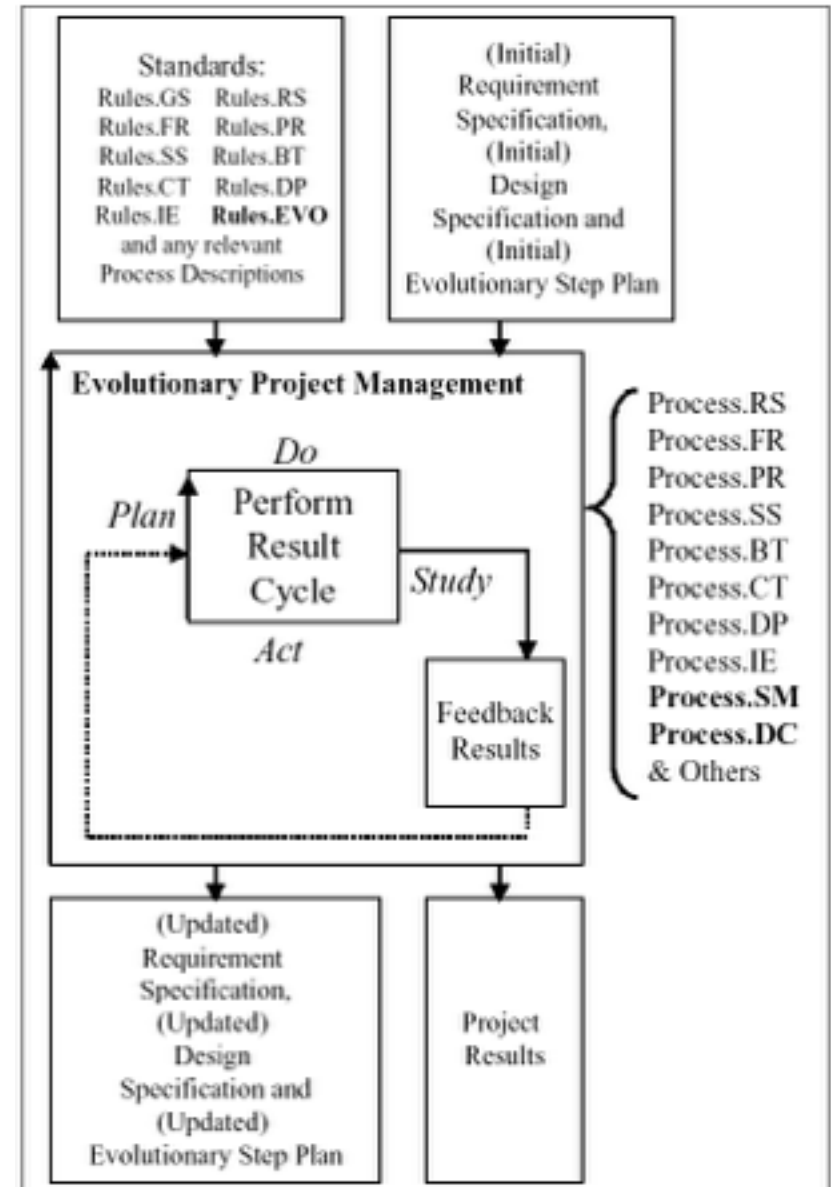 Standards:
Rules.GS Rules.RS
Rules.FR Rules.PR
Rules.SS Rules.BT
Rules.CT Rules.DP
Rules.IE Rules.EVO
and any relevant
Process Descriptions
(Initial)
Requirement
Specification,
(Initial)
Design
Specification and
(Initial)
Evolutionary Step Plan
Evolutionary Project Management
Do
Plan
Perform
Result
Cycle
Study
Act
Feedback
Results
Process.RS
Process.FR
Process.PR
Process.SS
Process.BT
Process.CT
Process.DP
Process.IE
Process.SM
Process.DC
& Others
(Updated)
Requirement
Specification,
(Updated)
Design
Specification and
(Updated)
Evolutionary Step Plan
Project
Results